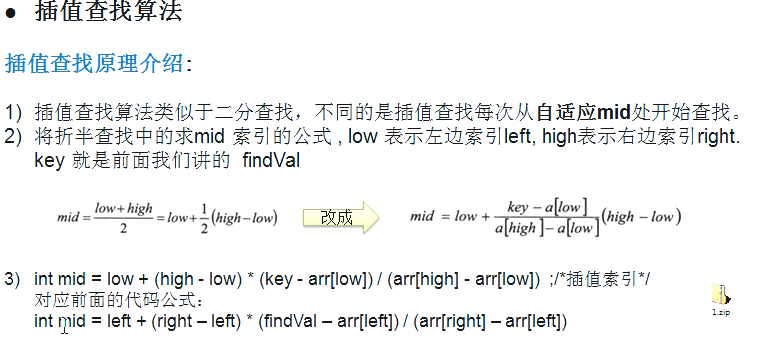 ● 插值查找算法
插值查找原理介绍:
1) 插值查找算法类似于二分查找，不同的是插值查找每次从自适应mid处开始查找。
2) 将折半查找中的求mid 索引的公式 , low 表示左边索引left, high表示右边索引right.
key 就是前面我们讲的 findVal
mid = (low+high)/2 = low + 1/2 (high−low) 改成 mid = low + (key − a[low])/(a[high] − a[low]) (high − low)
3) int mid = low + (high - low) * (key - arr[low]) / (arr[high] - arr[low]) ;/*插值索引*/
对应前面的代码公式：
int mid = left + (right – left) * (findVal – arr[left]) / (arr[right] – arr[left])
1.zip